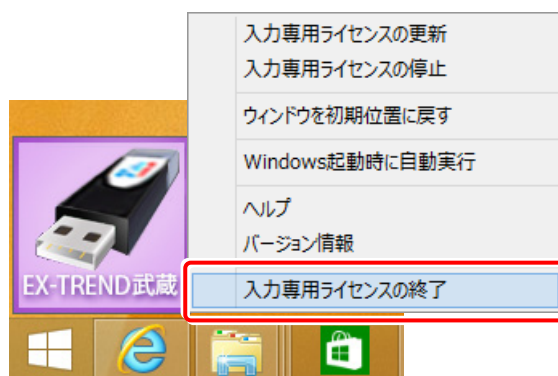 入力専用ライセンスの更新
入力専用ライセンスの停止
ウィンドウを初期位置に戻す
Windows起動時に自動実行
ヘルプ
バージョン情報
入力専用ライセンスの終了
EX-TREND武蔵